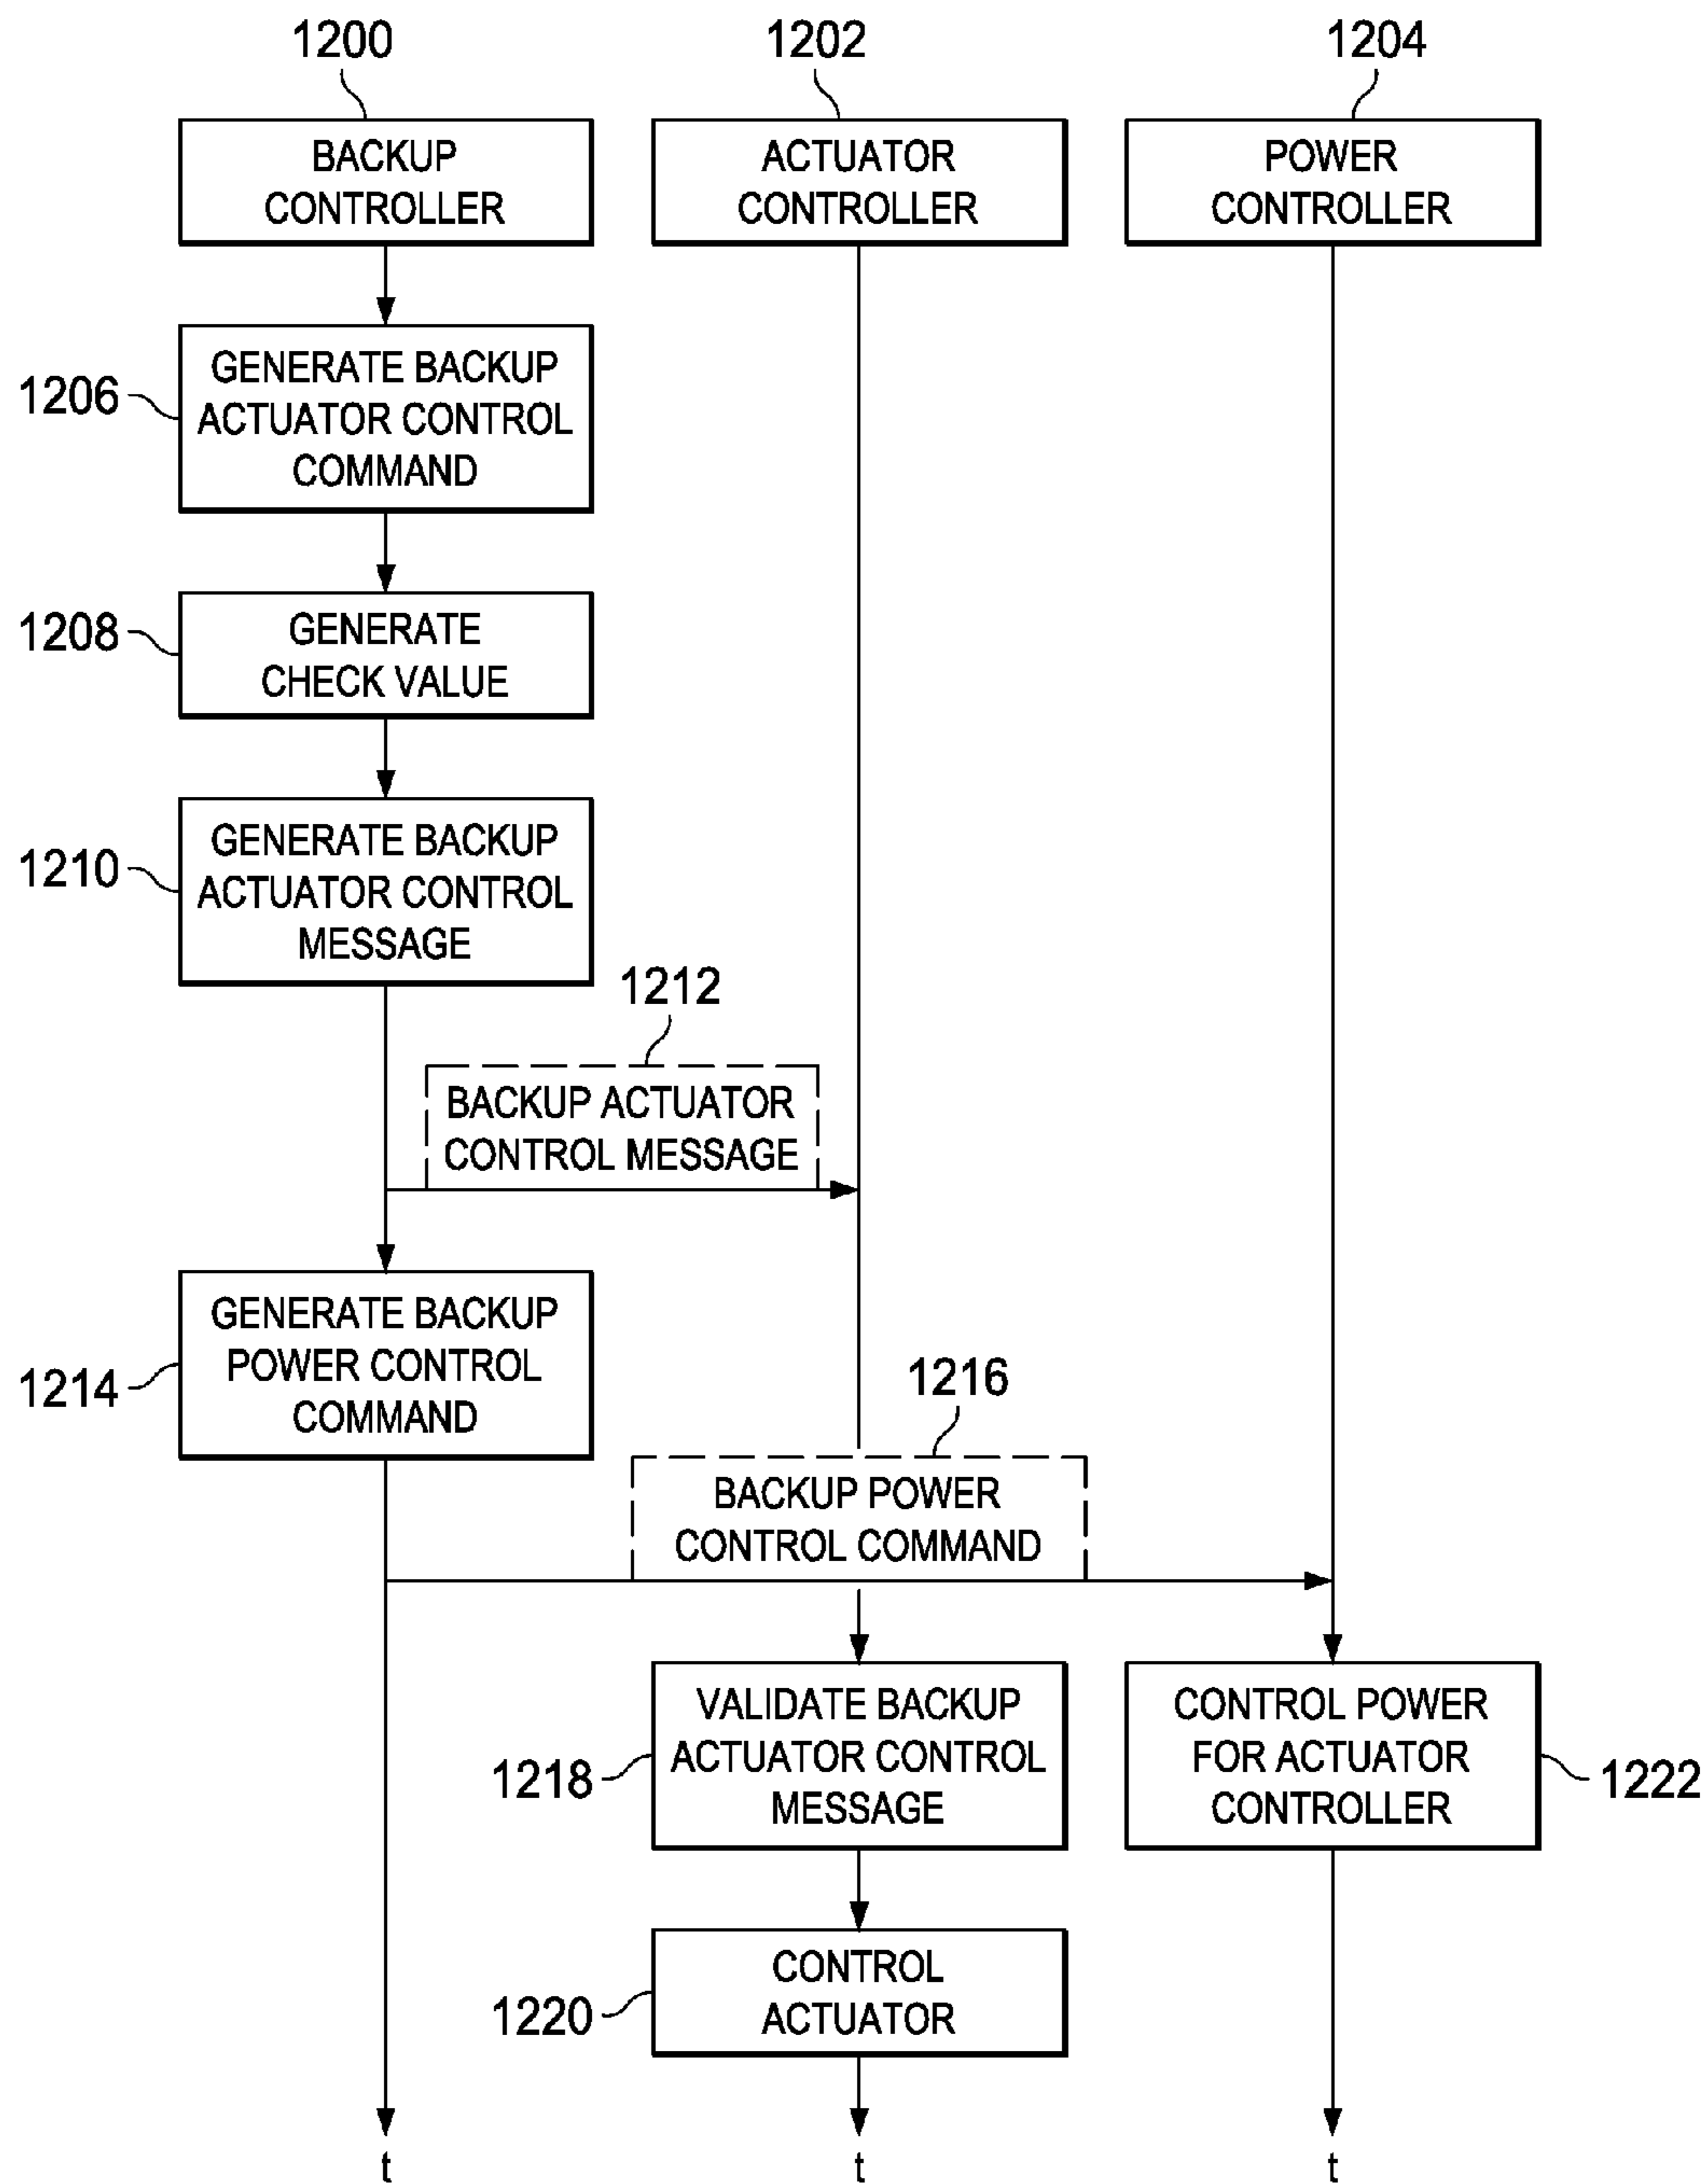 1200
1202
1204
BACKUP
CONTROLLER
ACTUATOR
CONTROLLER
POWER
CONTROLLER
1206
GENERATE BACKUP
ACTUATOR CONTROL
COMMAND
1208
GENERATE
CHECK VALUE
1210
GENERATE BACKUP
ACTUATOR CONTROL
MESSAGE
1212
BACKUP ACTUATOR
CONTROL MESSAGE
1214
GENERATE BACKUP
POWER CONTROL
COMMAND
1216
BACKUP POWER
CONTROL COMMAND
1218
VALIDATE BACKUP
ACTUATOR CONTROL
MESSAGE
CONTROL POWER
FOR ACTUATOR
CONTROLLER
1222
1220
CONTROL
ACTUATOR
t
t
t